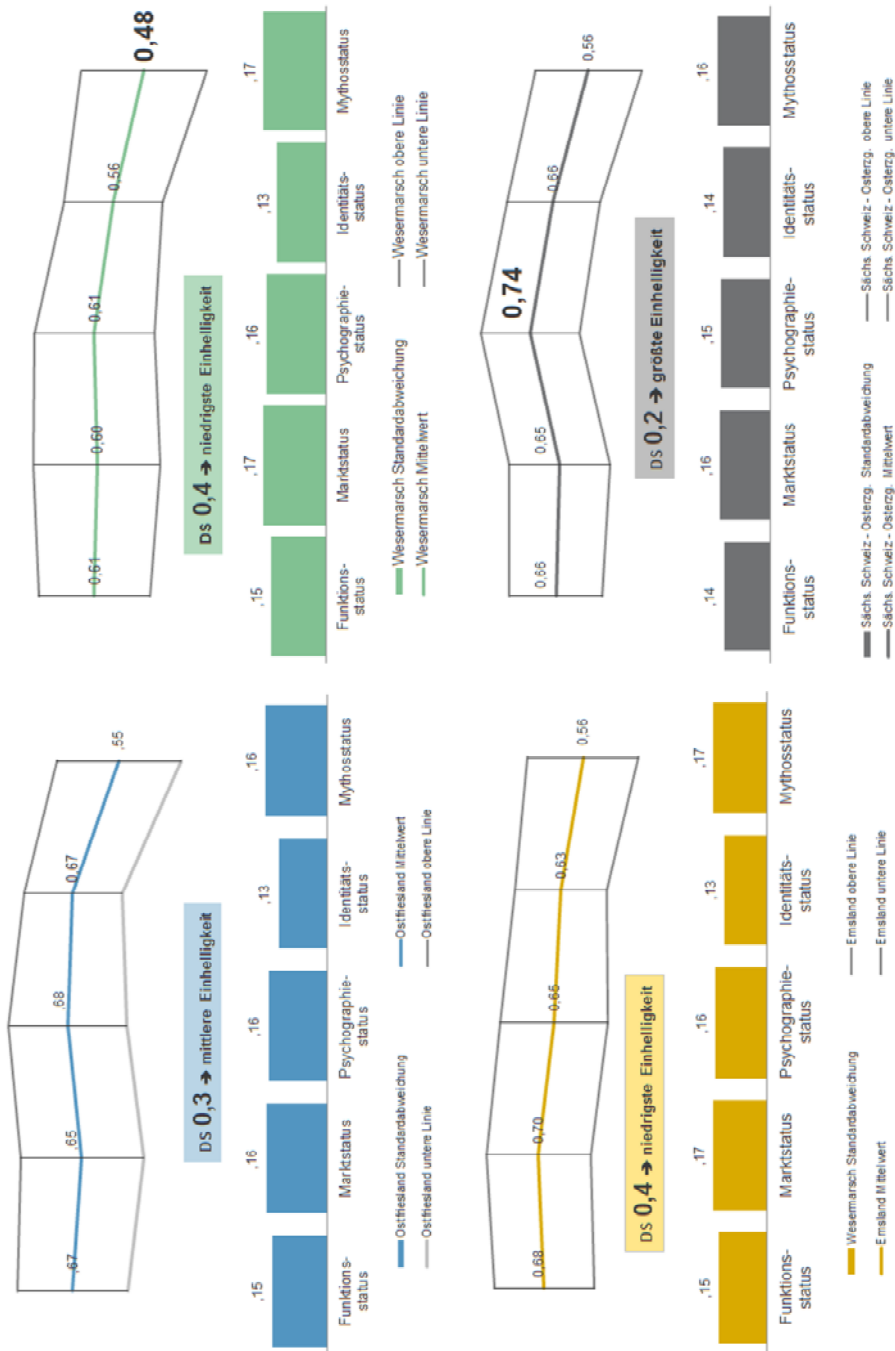 ,67
,65
,68
0,67
,55
DS 0,3 ➔ mittlere Einhelligkeit
,15
,16
,16
,13
,16
Funktions-
status
Marktstatus
Psychographie-
status
Identitäts-
status
Mythosstatus
Ostfriesland Standardabweichung
Ostfriesland Mittelwert
Ostfriesland untere Linie
Ostfriesland obere Linie
0,61
0,60
0,61
0,56
0,48
DS 0,4 ➔ niedrigste Einhelligkeit
,15
,17
,16
,13
,17
Funktions-
status
Marktstatus
Psychographie-
status
Identitäts-
status
Mythosstatus
Wesermarsch Standardabweichung
Wesermarsch obere Linie
Wesermarsch Mittelwert
Wesermarsch untere Linie
0,68
0,70
0,65
0,63
0,56
DS 0,4 ➔ niedrigste Einhelligkeit
,15
,17
,16
,13
,17
Funktions-
status
Marktstatus
Psychographie-
status
Identitäts-
status
Mythosstatus
Wesermarsch Standardabweichung
Emsland obere Linie
Emsland Mittelwert
Emsland untere Linie
0,66
0,65
0,74
0,66
0,56
DS 0,2 ➔ größte Einhelligkeit
,14
,16
,15
,14
,16
Funktions-
status
Marktstatus
Psychographie-
status
Identitäts-
status
Mythosstatus
Sächs. Schweiz - Osterzg. Standardabweichung
Sächs. Schweiz - Osterzg. obere Linie
Sächs. Schweiz - Osterzg. Mittelwert
Sächs. Schweiz - Osterzg. untere Linie